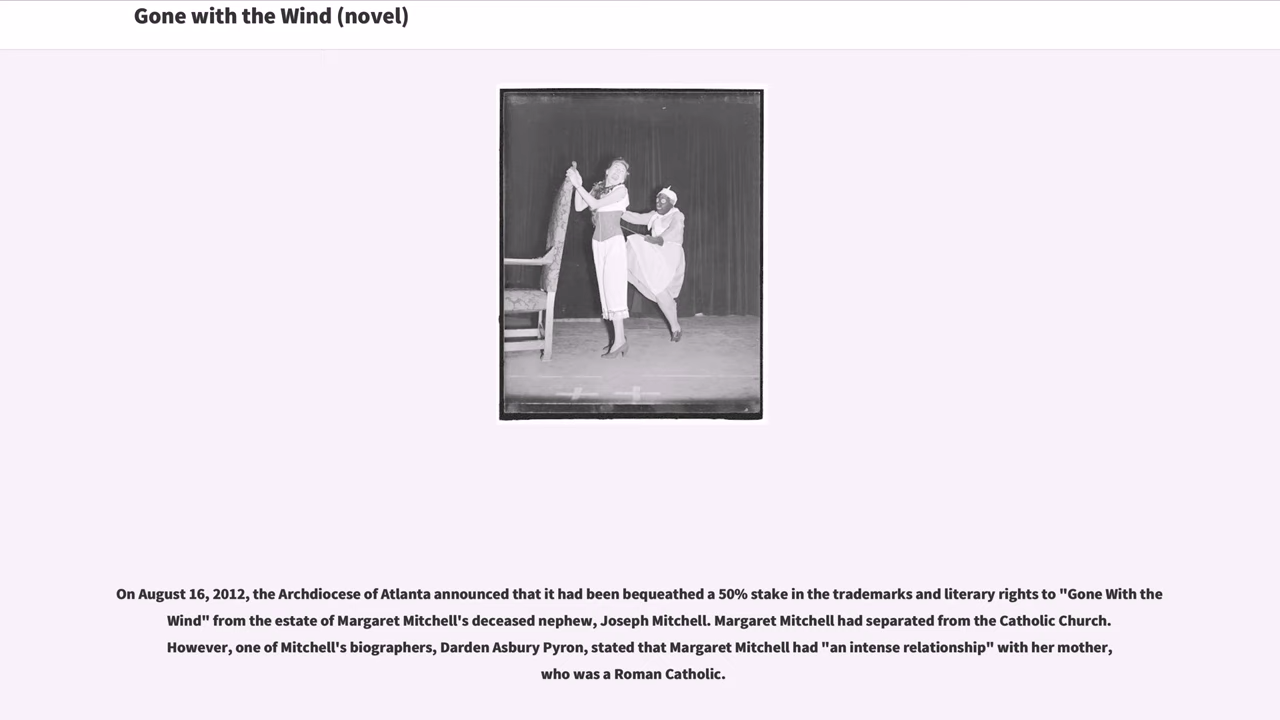 Gone with the Wind (novel)
On August 16, 2012, the Archdiocese of Atlanta announced that it had been bequeathed a 50% stake in the trademarks and literary rights to "Gone With the
Wind" from the estate of Margaret Mitchell's deceased nephew, Joseph Mitchell. Margaret Mitchell had separated from the Catholic Church.
However, one of Mitchell's biographers, Darden Asbury Pyron, stated that Margaret Mitchell had "an intense relationship" with her mother,
who was a Roman Catholic.